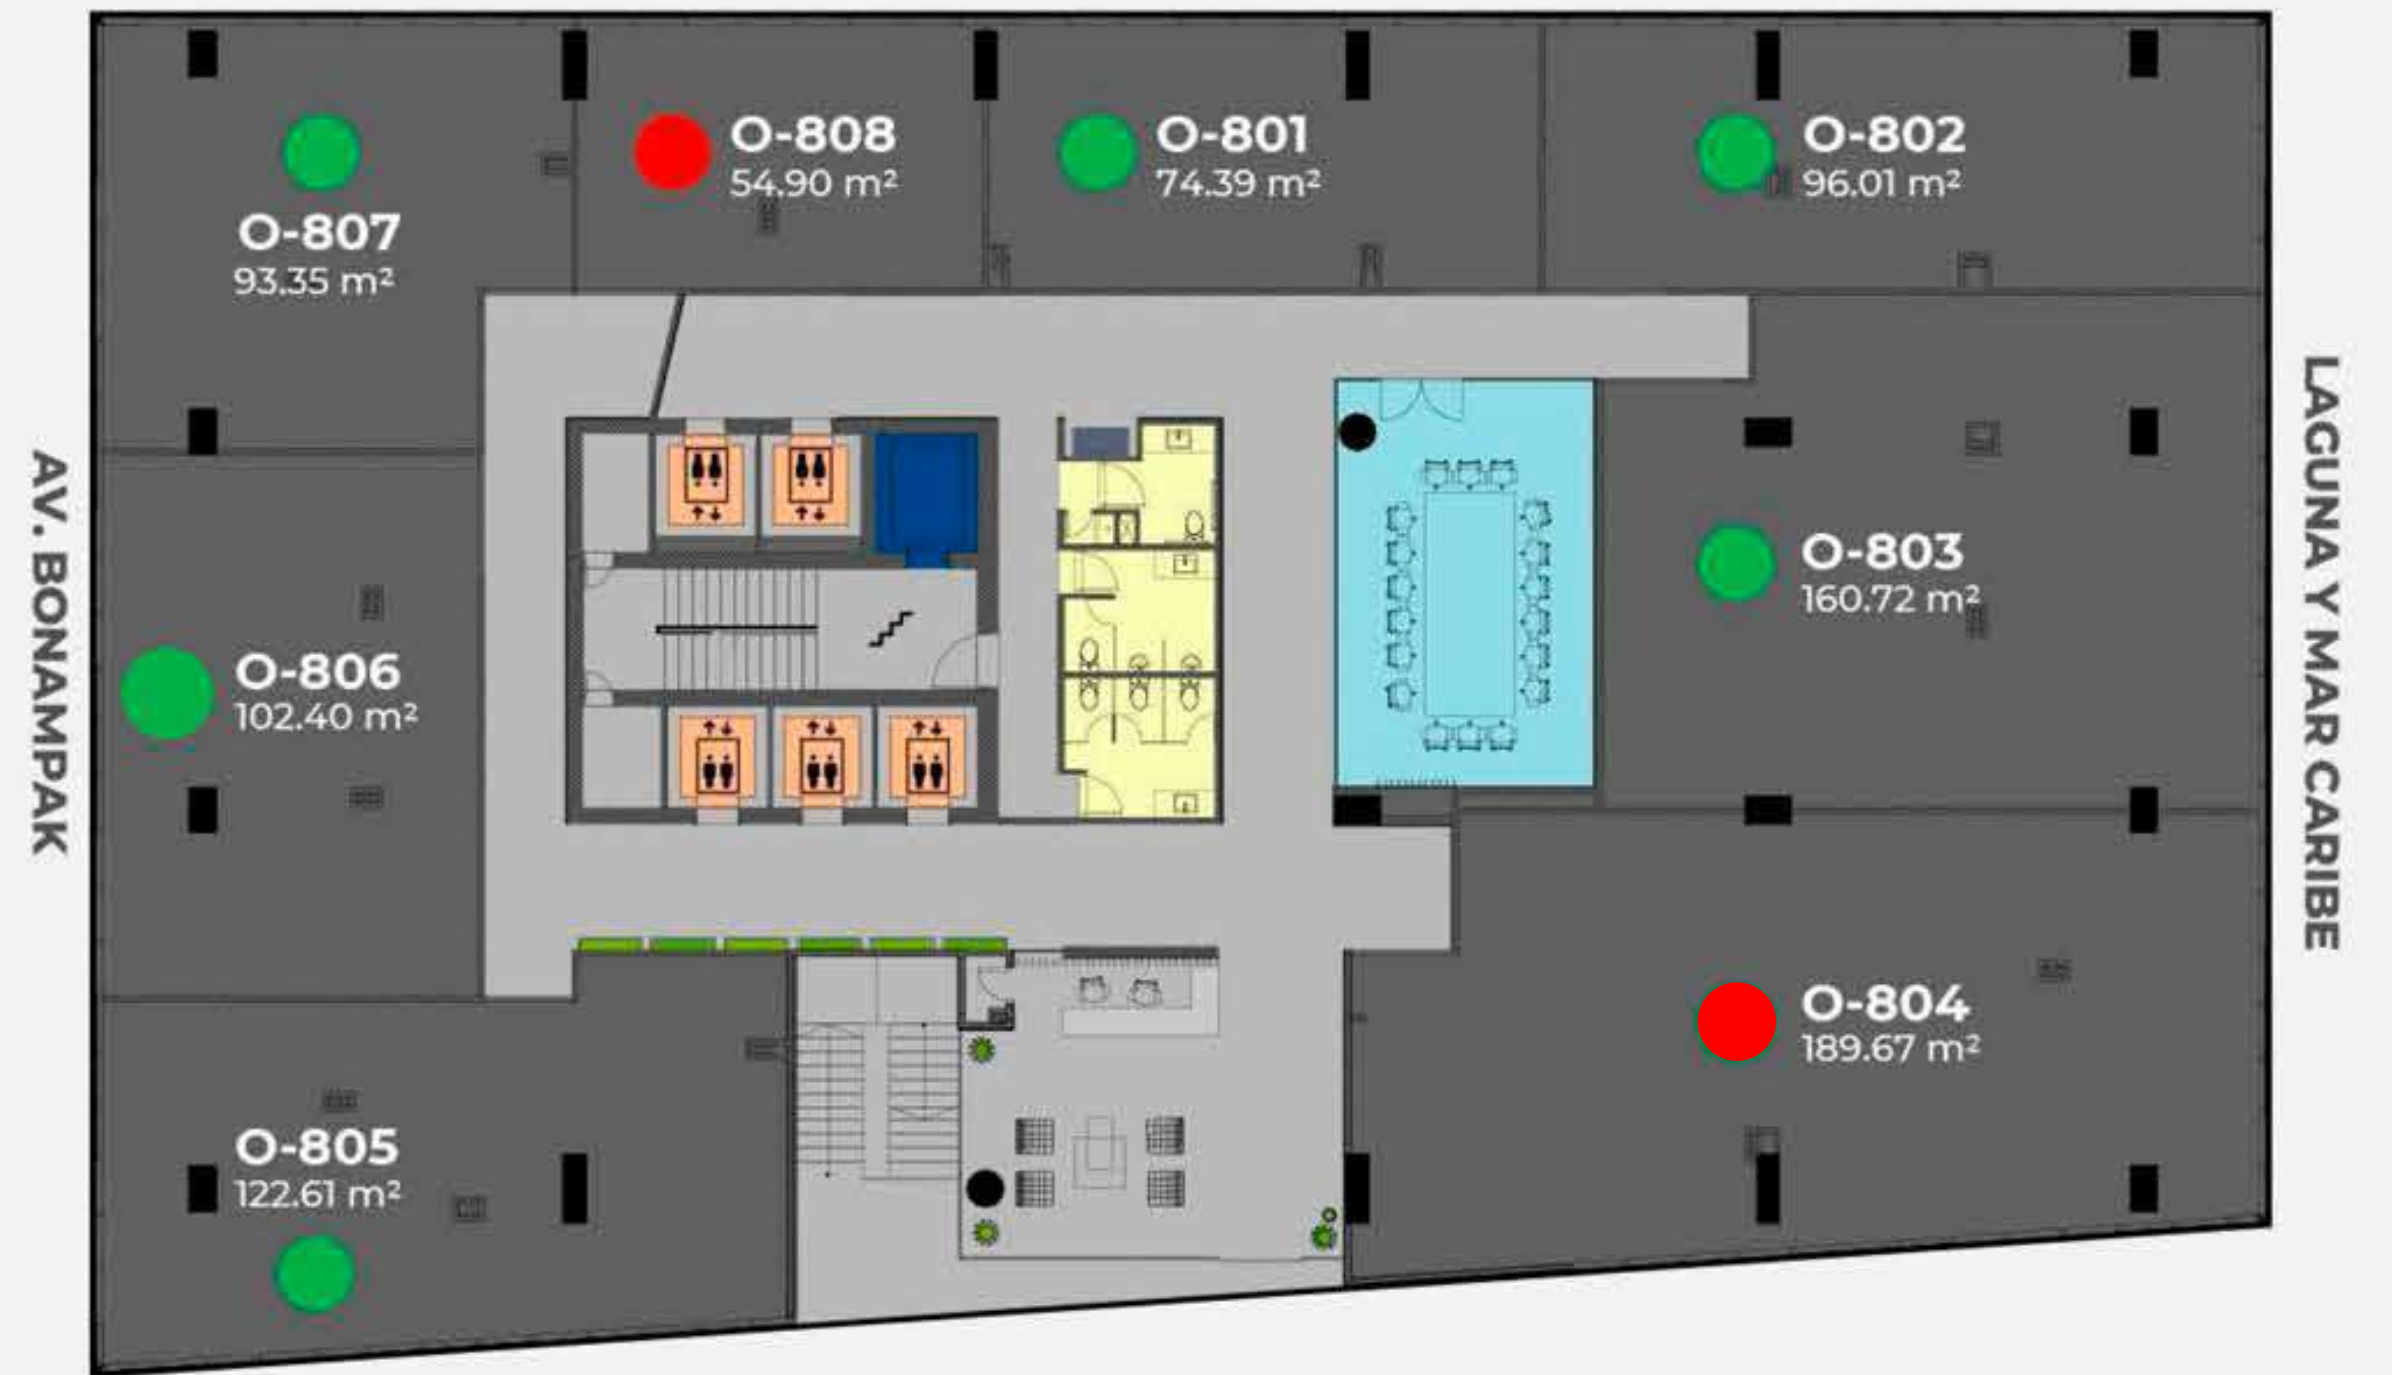 O-808
54.90 m²
O-801
74.39 m²
O-802
96.01 m²
O-807
93.35 m²
AV. BONAMPAK
LAGUNA Y MAR CARIBE
O-803
160.72 m²
O-806
102.40 m²
O-804
189.67 m²
O-805
122.61 m²